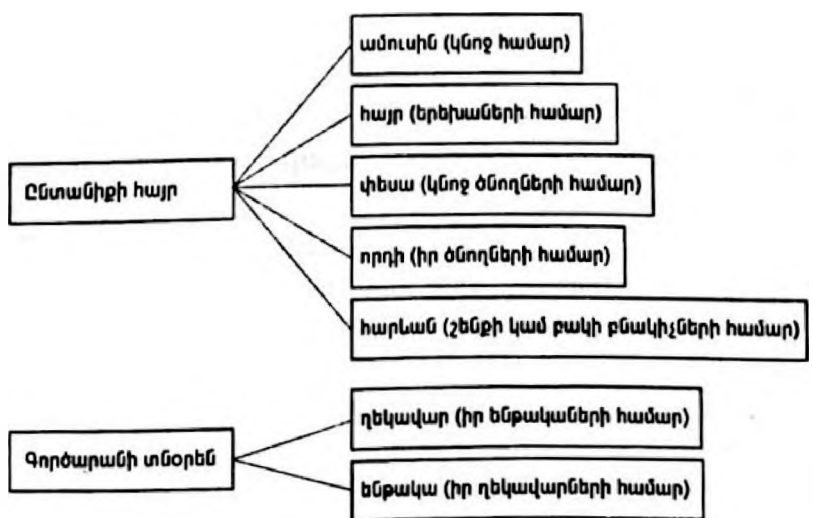 ամուսին (կնոջ համար)
հայր (երեխաների համար)
Ընտանիքի հայր
փեսա (կնոջ ծնողների համար)
որդի (իր ծնողների համար)
հարևան (շենքի կամ բակի բնակիչների համար)
ղեկավար (իր ենթակաների համար)
Գործարանի տնօրեն
ենթակա (իր ղեկավարների համար)